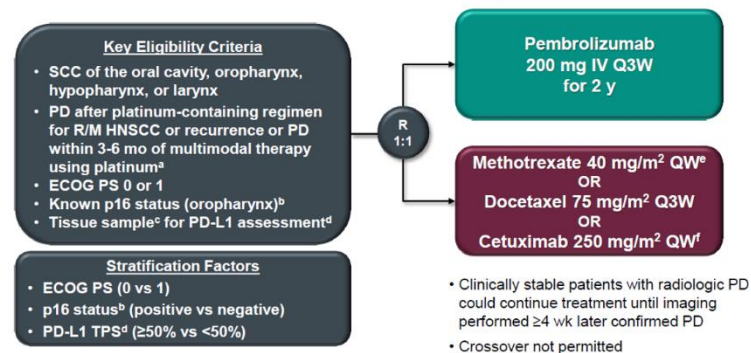 Key Eligibility Criteria
• SCC of the oral cavity, oropharynx,
hypopharynx, or larynx
• PD after platinum-containing regimen
for R/M HNSCC or recurrence or PD
within 3-6 mo of multimodal therapy
using platinumᵃ
• ECOG PS 0 or 1
• Known p16 status (oropharynx)ᵇ
• Tissue sampleᶜ for PD-L1 assessmentᵈ
Stratification Factors
• ECOG PS (0 vs 1)
• p16 statusᵇ (positive vs negative)
• PD-L1 TPSᵈ (≥50% vs <50%)
R
1:1
Pembrolizumab
200 mg IV Q3W
for 2 y
Methotrexate 40 mg/m² QWᵉ
OR
Docetaxel 75 mg/m² Q3W
OR
Cetuximab 250 mg/m² QWᶠ
• Clinically stable patients with radiologic PD
could continue treatment until imaging
performed ≥4 wk later confirmed PD
• Crossover not permitted